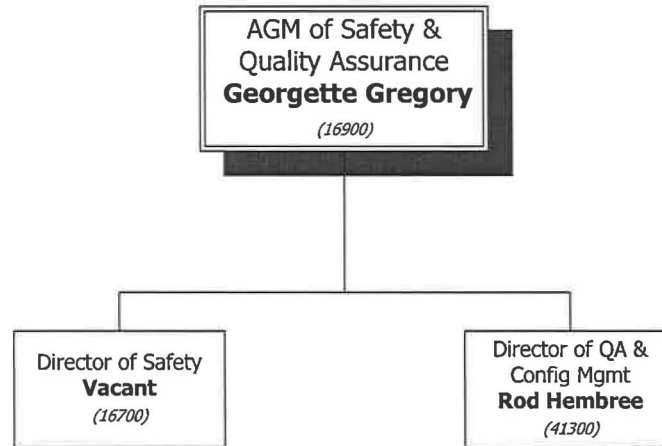 AGM of Safety &
Quality Assurance
Georgette Gregory
(16900)
Director of Safety
Vacant
(16700)
Director of QA &
Config Mgmt
Rod Hembree
(41300)